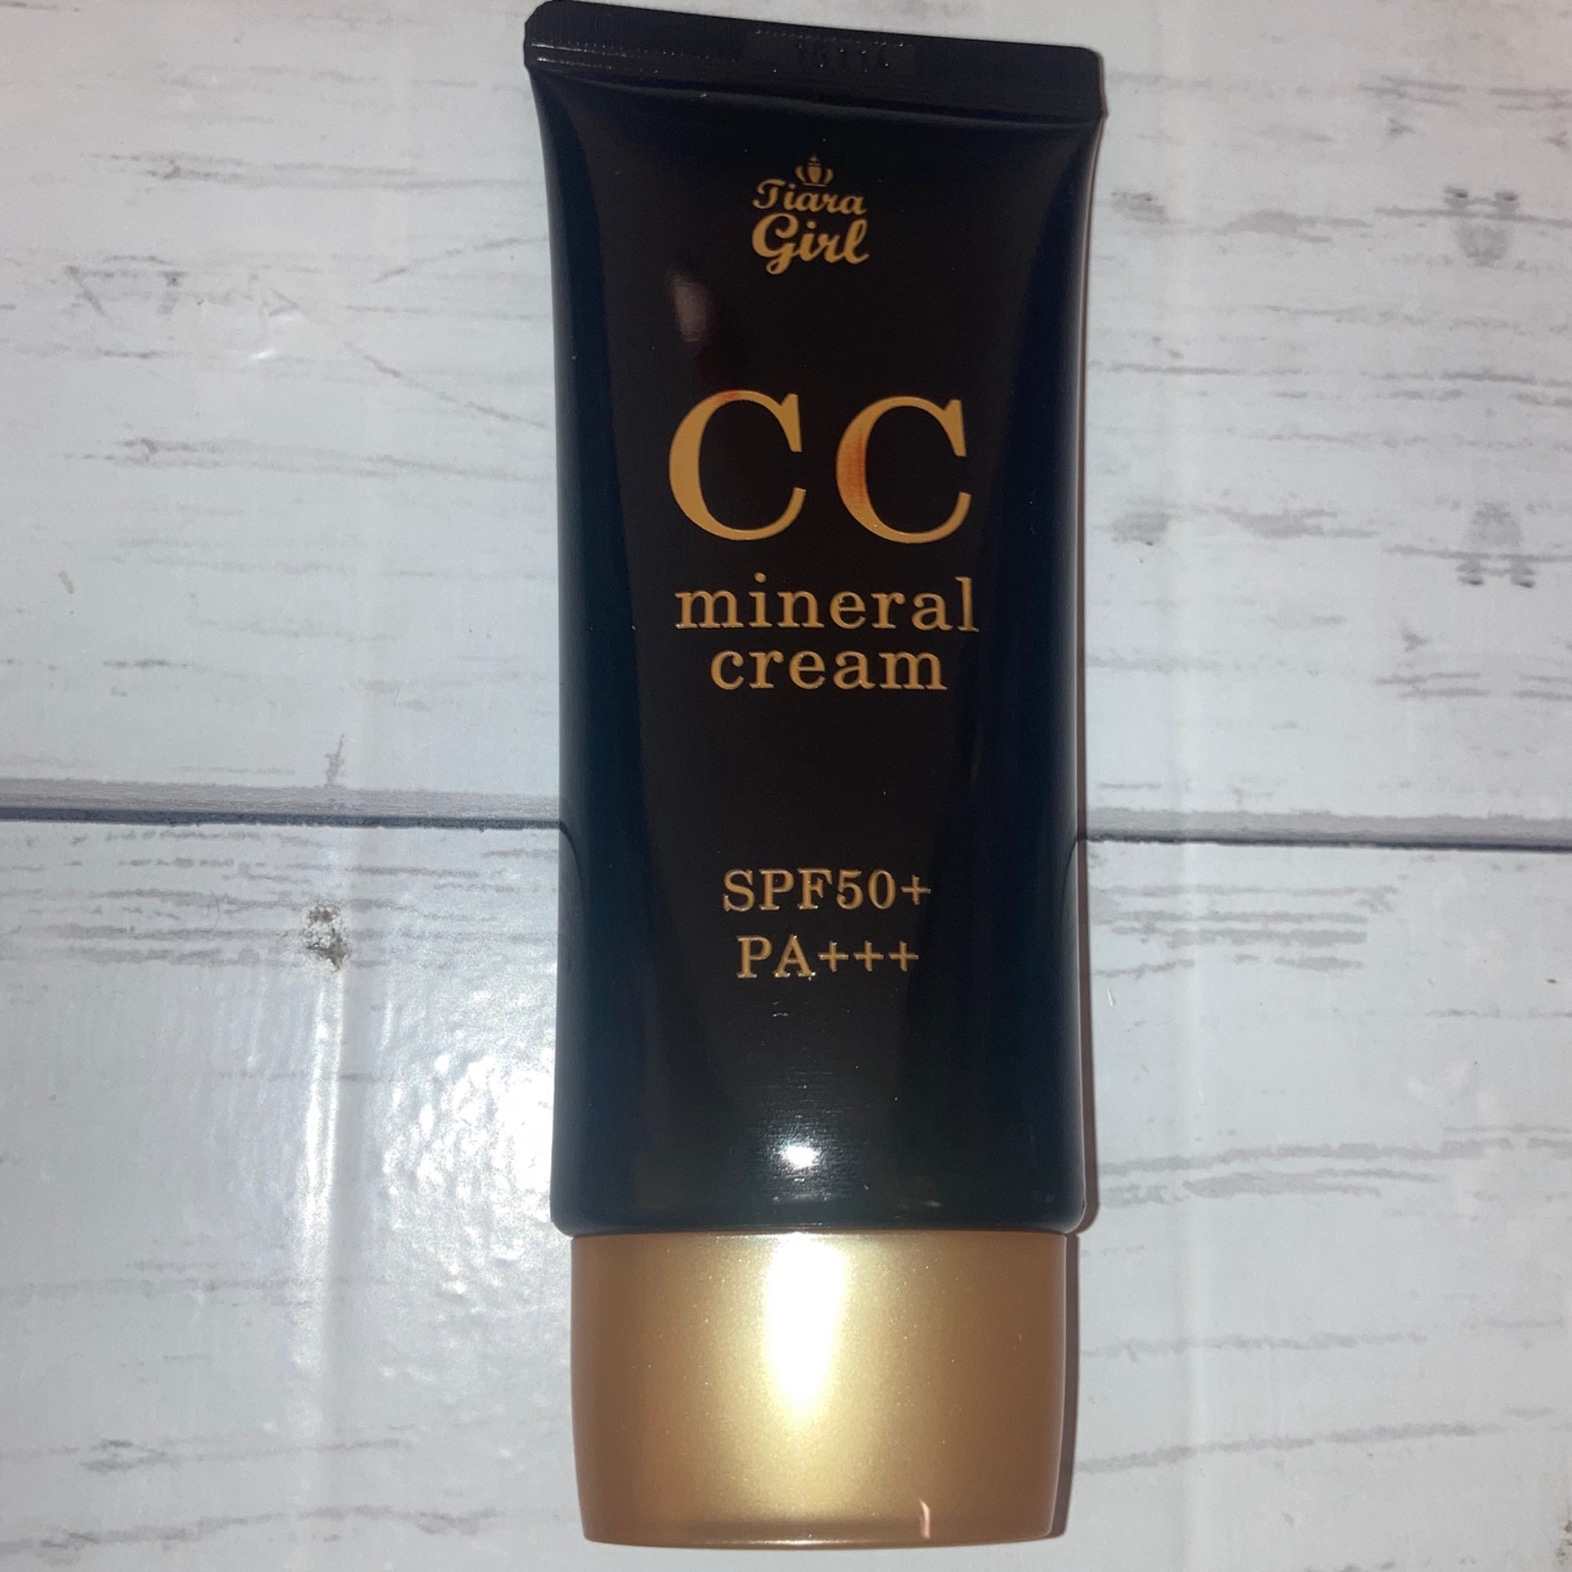 Tiara
Girl
CC
mineral
cream
SPF50+
PA+++